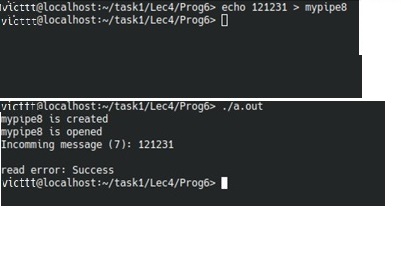 victtt@localhost:~/task1/Lec4/Prog6> echo 121231 > mypipe8
victtt@localhost:~/task1/Lec4/Prog6>
victtt@localhost:~/task1/Lec4/Prog6> ./a.out
mypipe8 is created
mypipe8 is opened
Incomming message (7): 121231
read error: Success
victtt@localhost:~/task1/Lec4/Prog6>